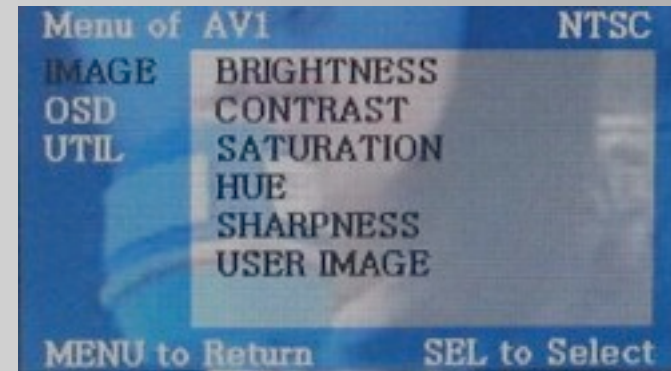 Menu of AV1 NTSC
IMAGE BRIGHTNESS
OSD CONTRAST
UTIL SATURATION
HUE
SHARPNESS
USER IMAGE
MENU to Return SEL to Select